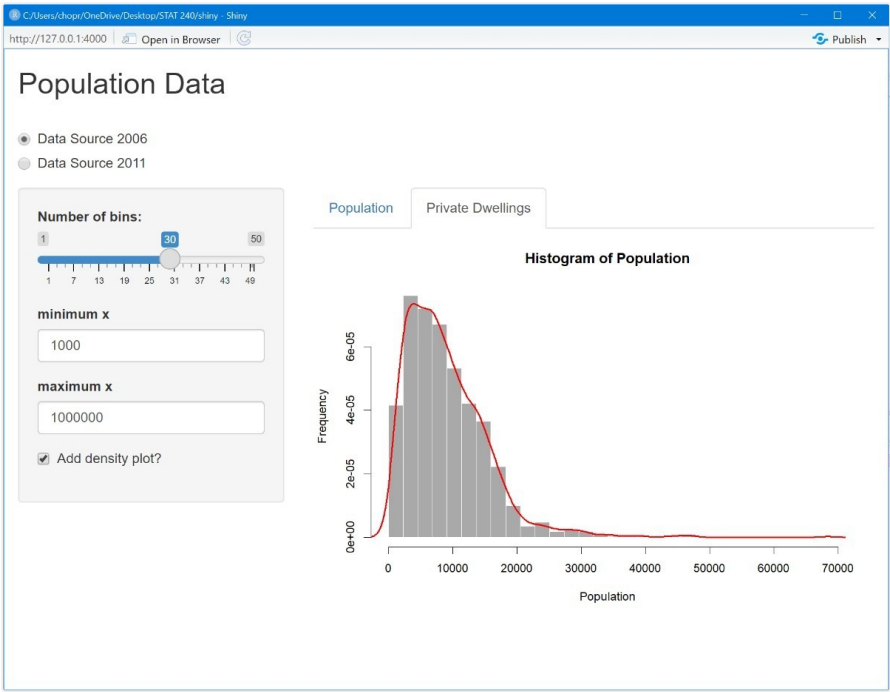 C:/Users/chopr/OneDrive/Desktop/STAT 240/shiny - Shiny
http://127.0.0.1:4000 Open in Browser Publish
Population Data
Data Source 2006
Data Source 2011
Number of bins:
1 30 50
1 7 13 19 25 31 37 43 49
minimum x
1000
maximum x
1000000
Add density plot?
Population Private Dwellings
Histogram of Population
Frequency
6e-05
4e-05
2e-05
0e+00
0 10000 20000 30000 40000 50000 60000 70000
Population